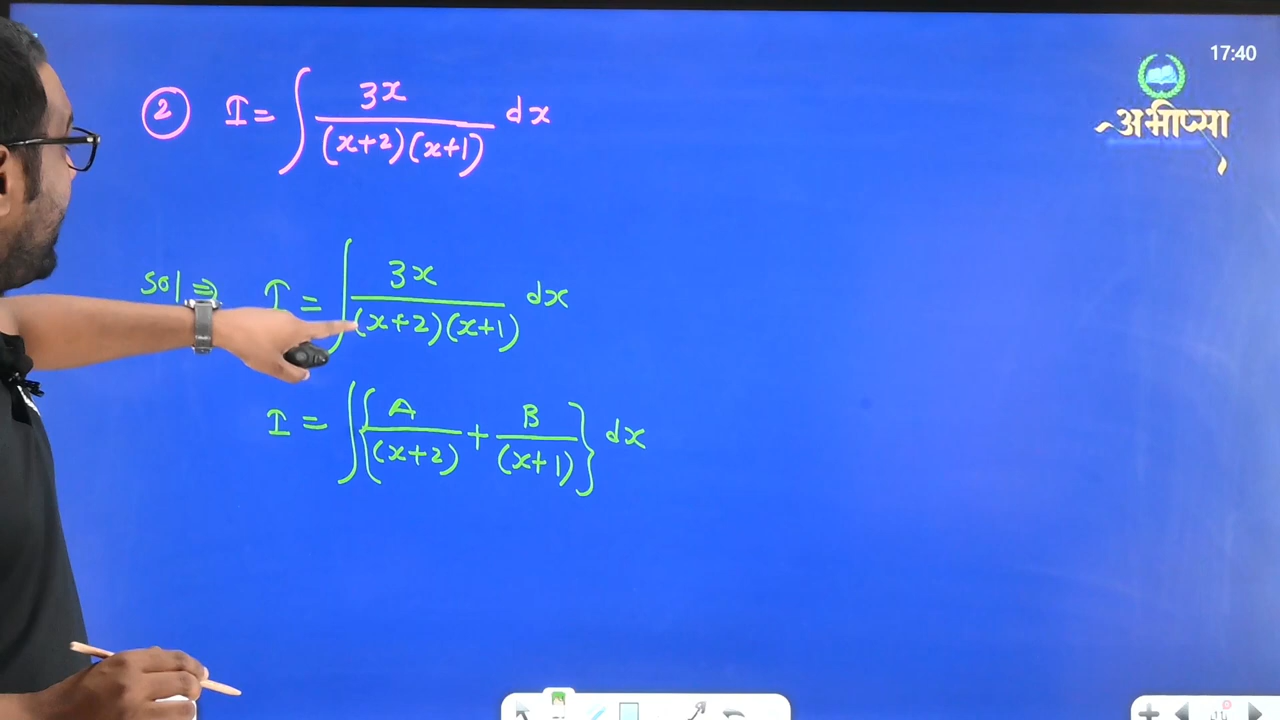 17:40
अभीप्सा
② I = ∫ 3x / (x+2)(x+1) dx
sol ⇒ I = ∫ 3x / (x+2)(x+1) dx
I = ∫ { A / (x+2) + B / (x+1) } dx